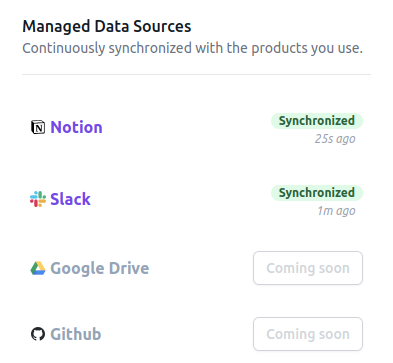 Managed Data Sources
Continuously synchronized with the products you use.
Notion
Synchronized
25s ago
Slack
Synchronized
1m ago
Google Drive
Coming soon
Github
Coming soon